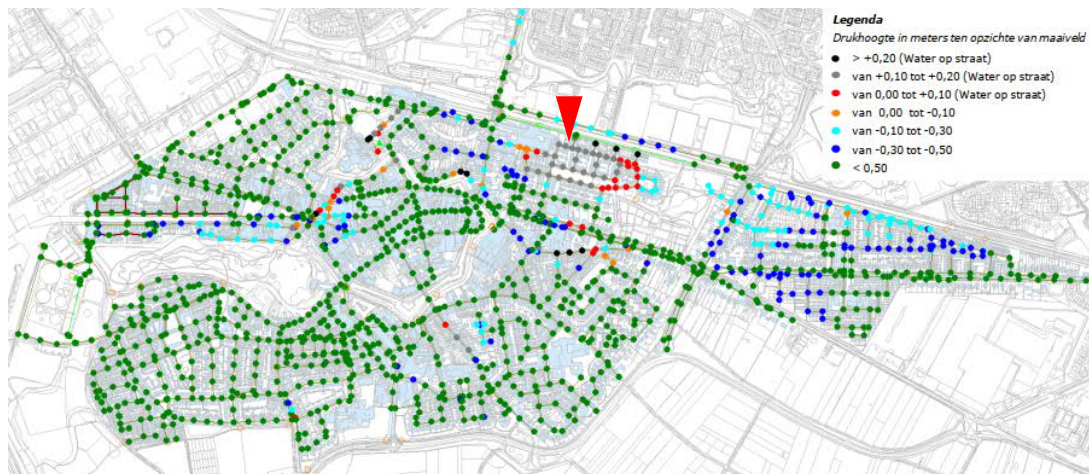 Legenda
Drukhoogte in meters ten opzichte van maaiveld
> +0,20 (Water op straat)
van +0,10 tot +0,20 (Water op straat)
van 0,00 tot +0,10 (Water op straat)
van 0,00 tot -0,10
van -0,10 tot -0,30
van -0,30 tot -0,50
< 0,50